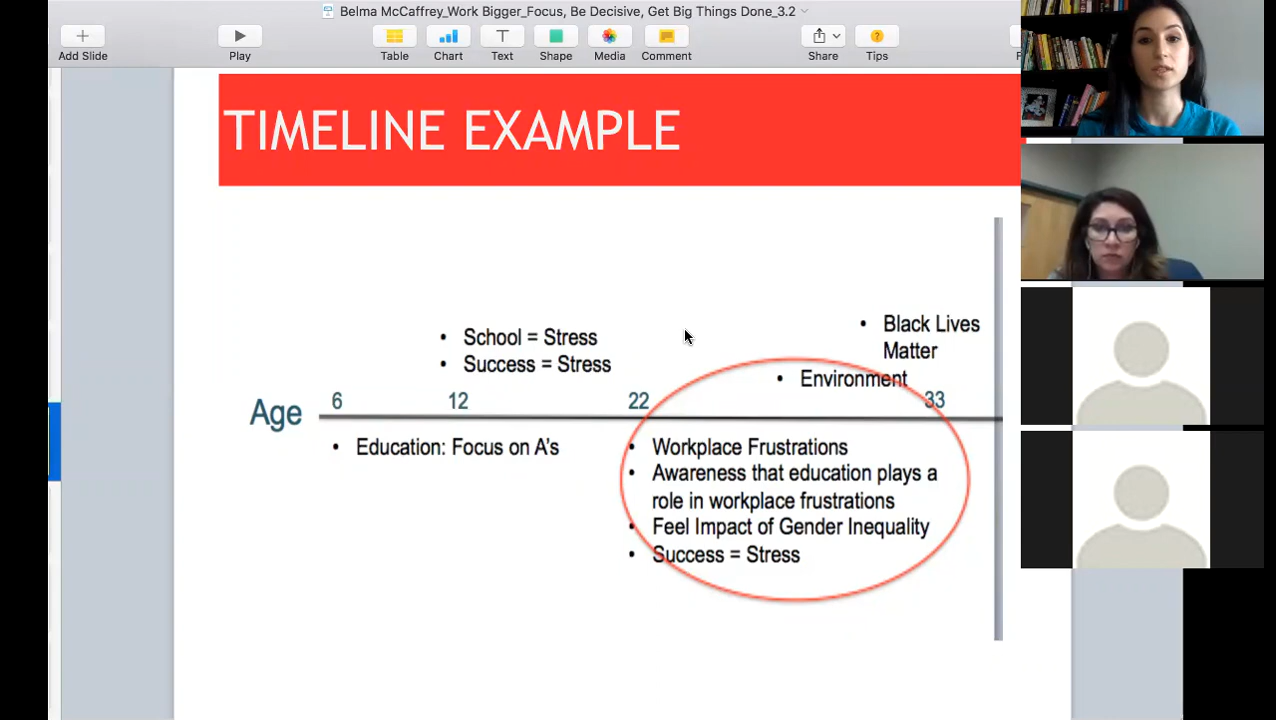 Belma McCaffrey_Work Bigger_Focus, Be Decisive, Get Big Things Done_3.2
Add Slide
Play
Table
Chart
Text
Shape
Media
Comment
Share
Tips
TIMELINE EXAMPLE
• School = Stress
• Success = Stress
• Black Lives
Matter
• Environment
Age
6
12
22
33
• Education: Focus on A's
• Workplace Frustrations
• Awareness that education plays a
role in workplace frustrations
• Feel Impact of Gender Inequality
• Success = Stress